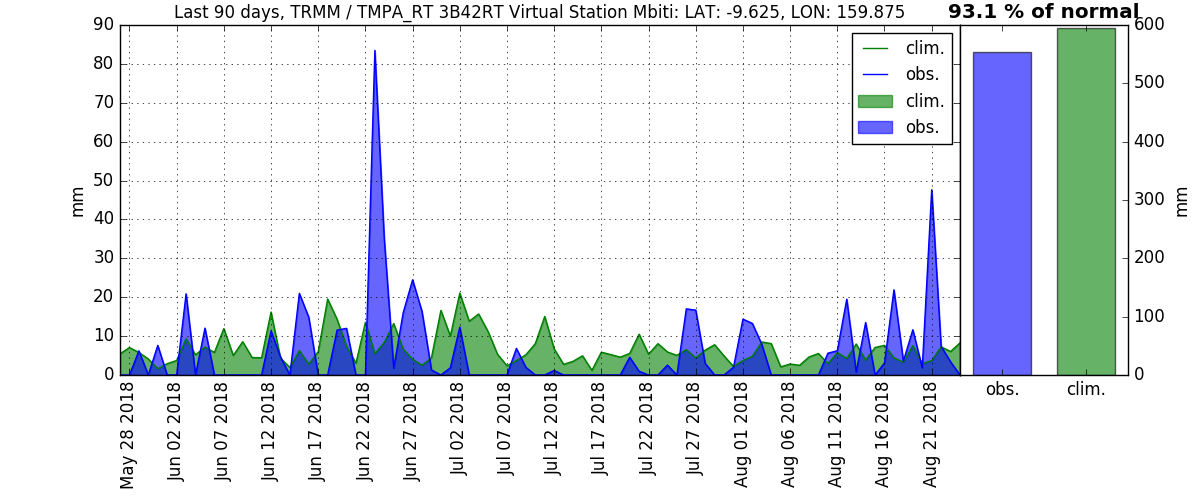 Last 90 days, TRMM / TMPA_RT 3B42RT Virtual Station Mbiti: LAT: -9.625, LON: 159.875
93.1 % of normal
90
80
70
60
50
40
30
20
10
0
mm
clim.
obs.
clim.
obs.
600
500
400
300
200
100
0
mm
obs.
clim.
May 28 2018
Jun 02 2018
Jun 07 2018
Jun 12 2018
Jun 17 2018
Jun 22 2018
Jun 27 2018
Jul 02 2018
Jul 07 2018
Jul 12 2018
Jul 17 2018
Jul 22 2018
Jul 27 2018
Aug 01 2018
Aug 06 2018
Aug 11 2018
Aug 16 2018
Aug 21 2018